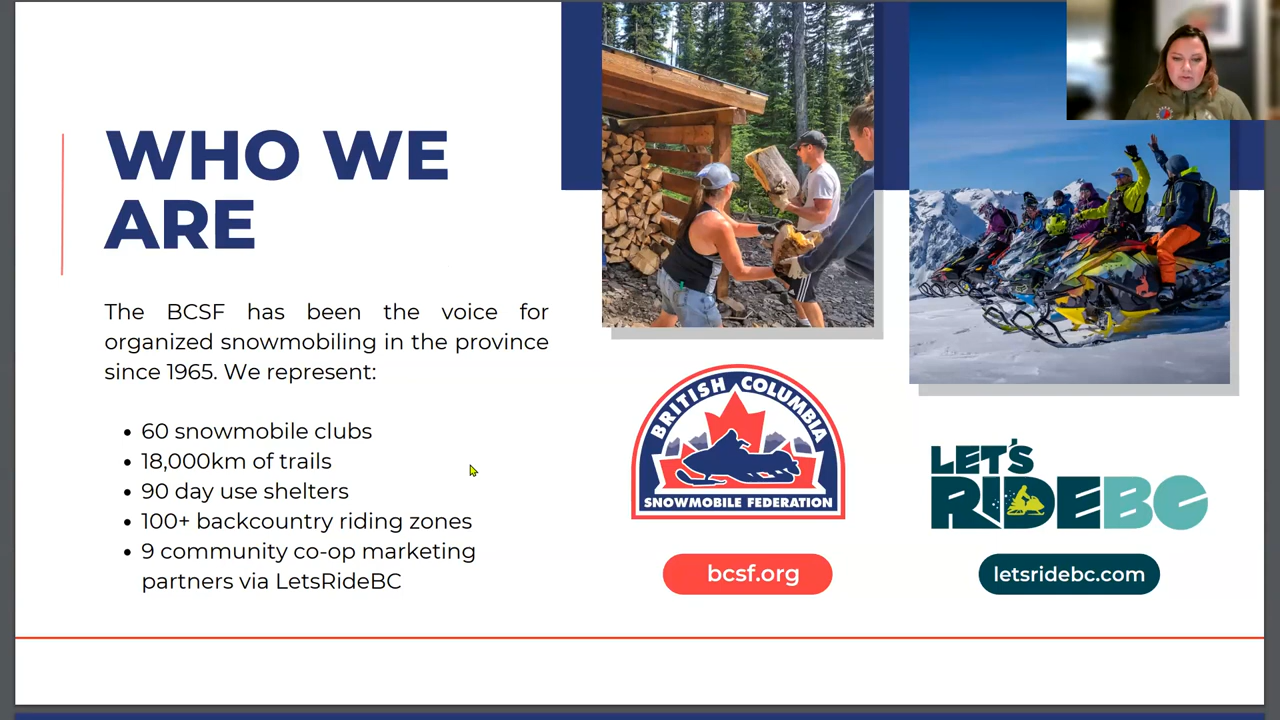 WHO WE
ARE
The BCSF has been the voice for
organized snowmobiling in the province
since 1965. We represent:
• 60 snowmobile clubs
• 18,000km of trails
• 90 day use shelters
• 100+ backcountry riding zones
• 9 community co-op marketing
partners via LetsRideBC
BRITISH COLUMBIA
SNOWMOBILE FEDERATION
bcsf.org
LET'S
RIDEBC
letsridebc.com